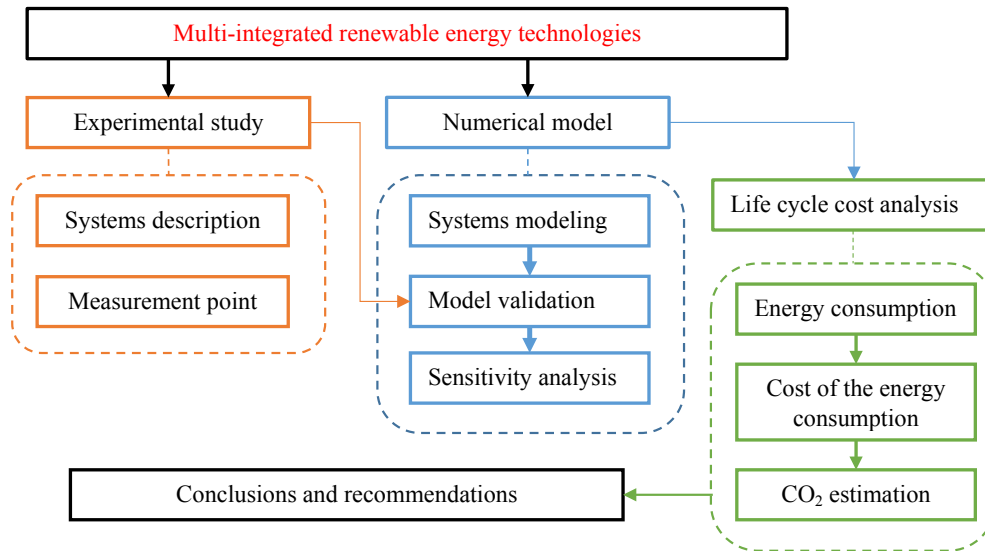 Multi-integrated renewable energy technologies
Experimental study
Numerical model
Systems description
Systems modeling
Life cycle cost analysis
Measurement point
Model validation
Energy consumption
Sensitivity analysis
Cost of the energy
consumption
Conclusions and recommendations
CO₂ estimation